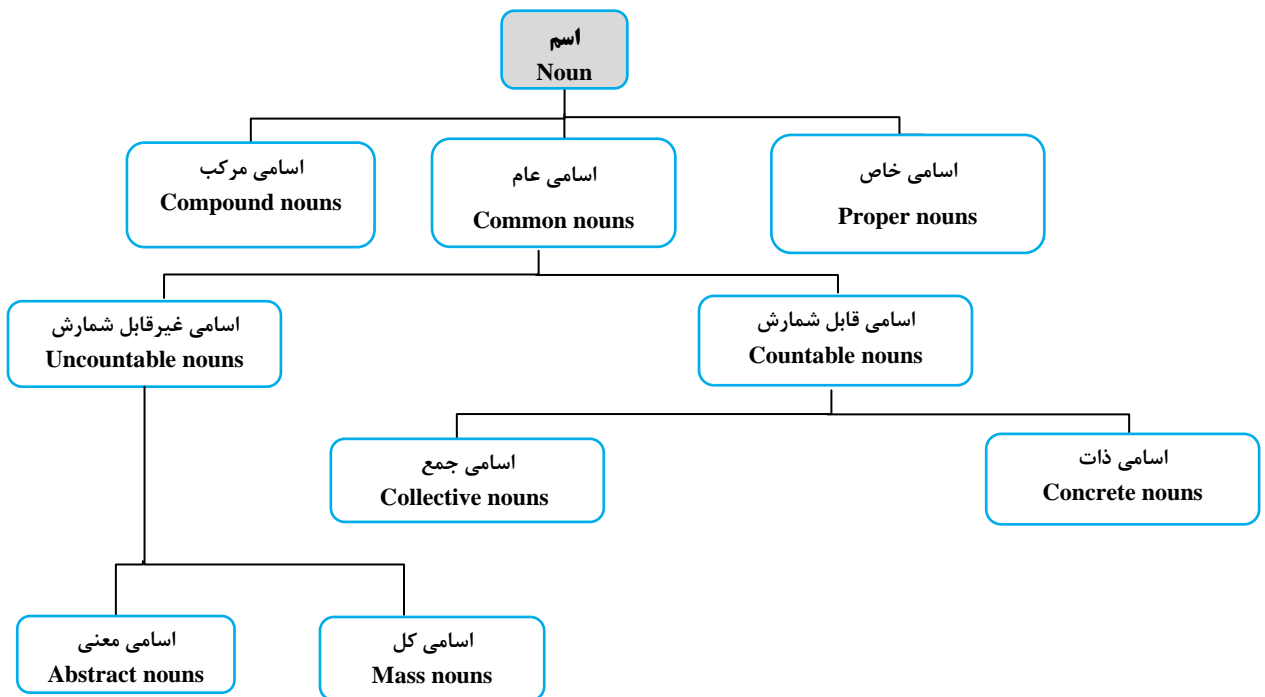 اسم
Noun
اسامی مرکب
Compound nouns
اسامی عام
Common nouns
اسامی خاص
Proper nouns
اسامی غیرقابل شمارش
Uncountable nouns
اسامی قابل شمارش
Countable nouns
اسامی جمع
Collective nouns
اسامی ذات
Concrete nouns
اسامی معنی
Abstract nouns
اسامی کل
Mass nouns